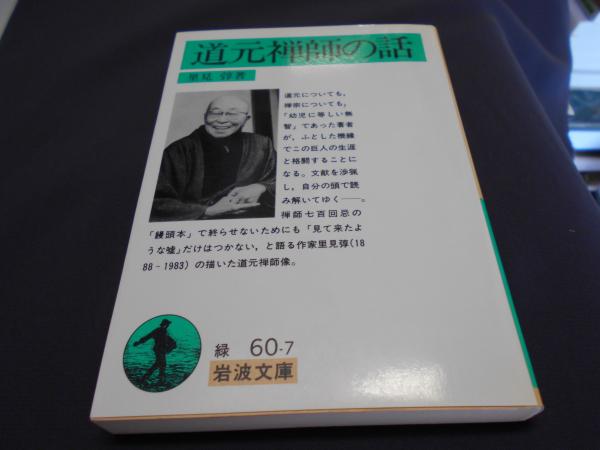 道元禅師の話
里見 弴著
道元についても,
禅宗についても」
「幼児に等しい無
智」であった著者
が,ふとした機縁
でこの巨人の生涯
と格闘することに
なる。文献を渉猟
し,自分の頭で読
み解いてゆく――。
禅師七百回忌の
「饅頭本」で終らせないためにも「見て来たよ
うな嘘」だけはつかない,と語る作家里見弴(18
88-1983)の描いた道元禅師像。
緑 60-7
岩波文庫